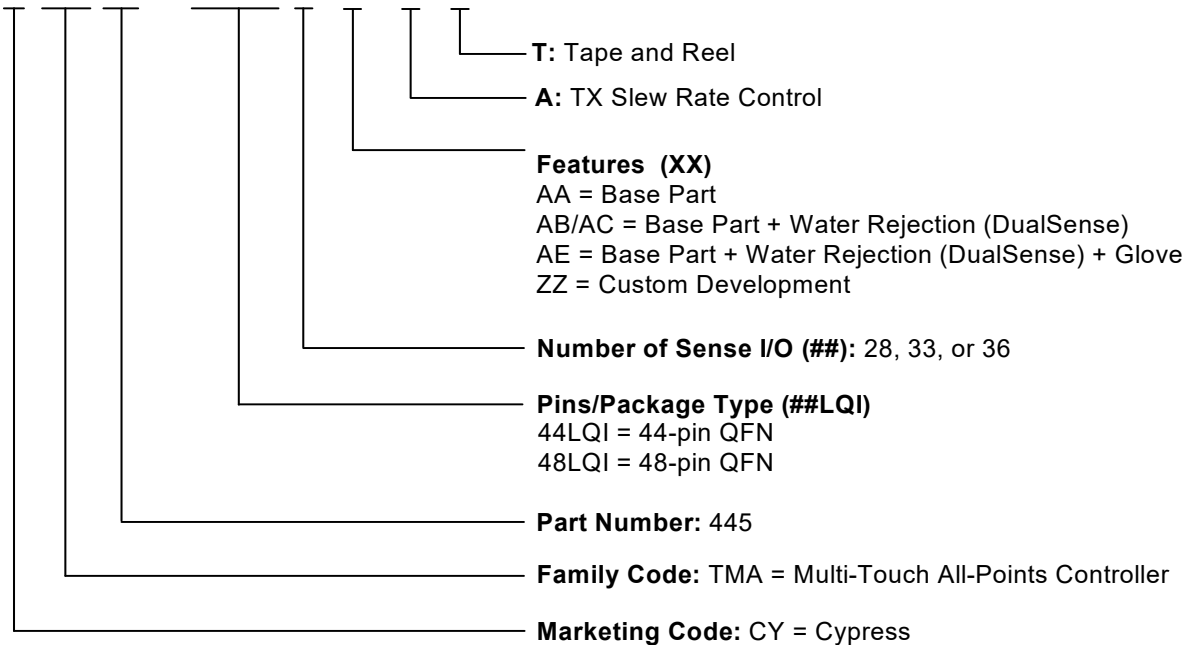 T: Tape and Reel
A: TX Slew Rate Control
Features (XX)
AA = Base Part
AB/AC = Base Part + Water Rejection (DualSense)
AE = Base Part + Water Rejection (DualSense) + Glove
ZZ = Custom Development
Number of Sense I/O (##): 28, 33, or 36
Pins/Package Type (##LQI)
44LQI = 44-pin QFN
48LQI = 48-pin QFN
Part Number: 445
Family Code: TMA = Multi-Touch All-Points Controller
Marketing Code: CY = Cypress